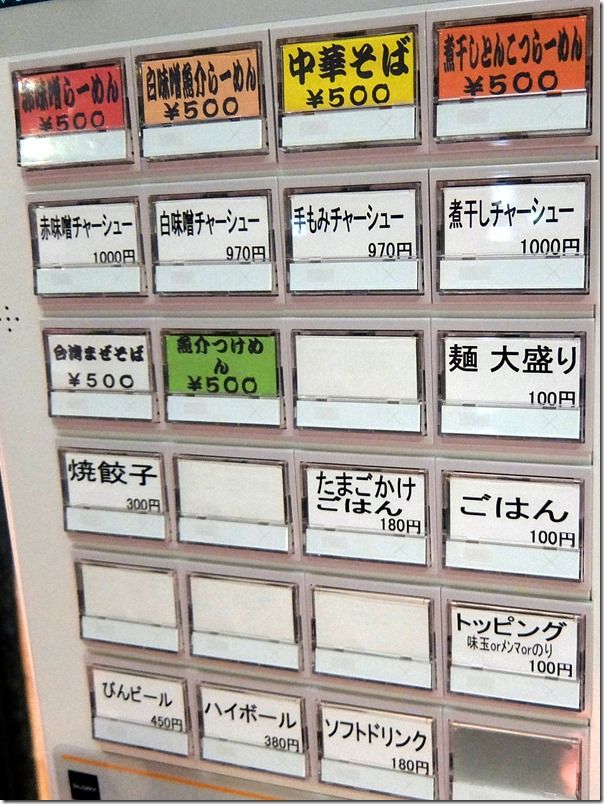 赤味噌らーめん
¥500
白味噌魚介らーめん
¥500
中華そば
¥500
煮干しとんこつらーめん
¥500
赤味噌チャーシュー
1000円
白味噌チャーシュー
970円
手もみチャーシュー
970円
煮干しチャーシュー
1000円
台湾まぜそば
¥500
魚介つけめ
ん
¥500
麺 大盛り
100円
焼餃子
300円
たまごかけ
ごはん
180円
ごはん
100円
トッピング
味玉orメンマorのり
100円
びんビール
450円
ハイボール
380円
ソフトドリンク
180円
GLORY